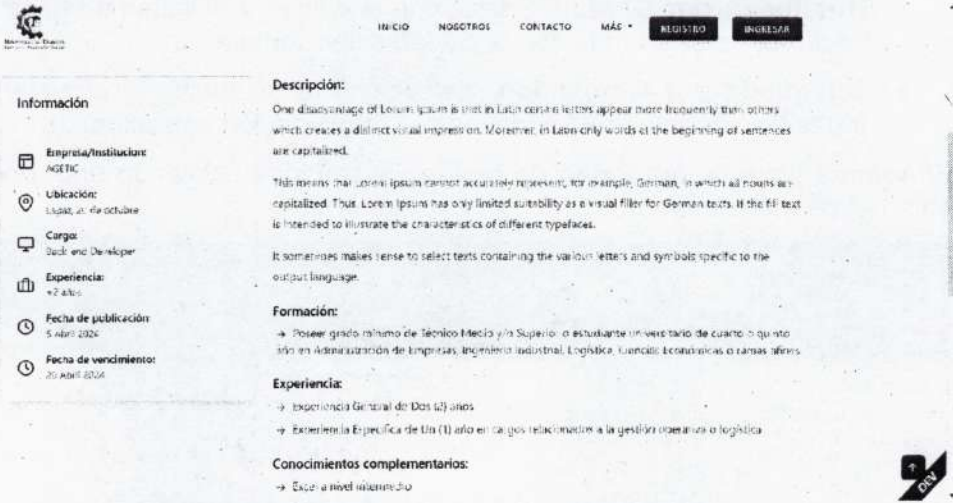 INICIO NOSOTROS CONTACTO MÁS REGISTRO INGRESAR
Información
Empresa/Institucion:
AGETIC
Ubicación:
de octubre
Cargo:
Back end Developer
Experiencia:
+2 años
Fecha de publicación:
5 Abril 2024
Fecha de vencimiento:
Abril 2024
Descripción:
One disadvantage of Lorem Ipsum is that in Latin certain letters appear more frequently than others
which creates a distinct visual impression. Moreover, in Latin only words at the beginning of sentences
are capitalized.
This means that Lorem Ipsum cannot accurately represent, for example, German, in which all nouns are
capitalized. Thus, Lorem Ipsum has only limited suitability as a visual filler for German texts. If the fill text
is intended to illustrate the characteristics of different typefaces.
It sometimes makes sense to select texts containing the various letters and symbols specific to the
output language.
Formación:
→ Poseer grado mínimo de Técnico Medio y/o Superio: o estudiante universitario de cuarto o quinto
año en Administración de Empresas, Ingeniería Industrial, Logística, Ciencias Económicas o ramas afines
Experiencia:
→ Experiencia General de Dos (2) años
→ Experiencia Especifica de Un (1) año en cargos relacionados a la gestión operativa o logística
Conocimientos complementarios:
→ Excel a nivel intermedio
DEV